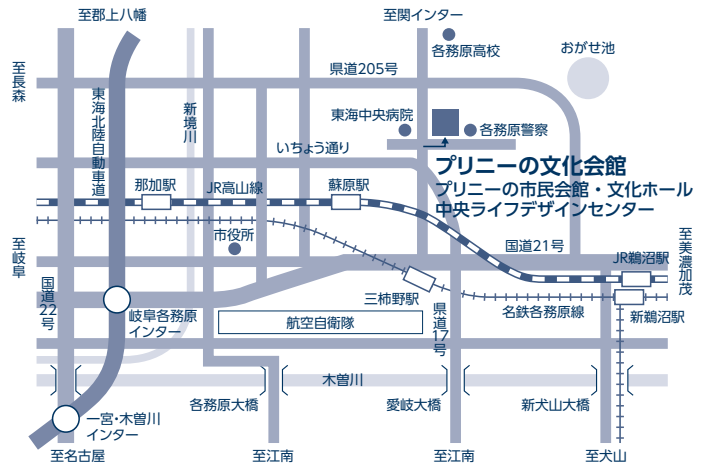 至郡上八幡
至関インター
各務原高校
おがせ池
至長森
県道205号
東海北陸自動車道
新境川
東海中央病院
各務原警察
いちょう通り
プリニーの文化会館
プリニーの市民会館・文化ホール
中央ライフデザインセンター
那加駅
JR高山線
蘇原駅
市役所
至岐阜
国道21号
至美濃加茂
JR鵜沼駅
国道22号
三柿野駅
県道17号
名鉄各務原線
新鵜沼駅
岐阜各務原
インター
航空自衛隊
木曽川
各務原大橋
愛岐大橋
新犬山大橋
一宮・木曽川
インター
至名古屋
至江南
至江南
至犬山